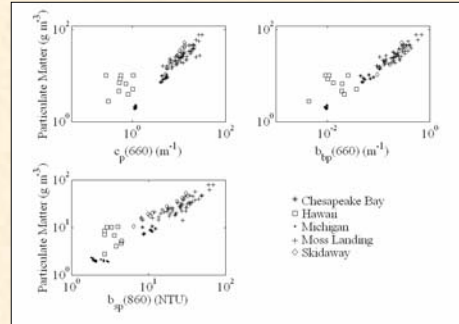 Particulate Matter (g m⁻³)
10²
10⁰
10⁰
10²
c_p(660) (m⁻¹)
Particulate Matter (g m⁻³)
10²
10⁰
10⁻²
10⁰
b_bp(660) (m⁻¹)
Particulate Matter (g m⁻³)
10²
10¹
10⁰
10¹
10²
b_sp(860) (NTU)
Chesapeake Bay
Hawaii
Michigan
Moss Landing
Skidaway